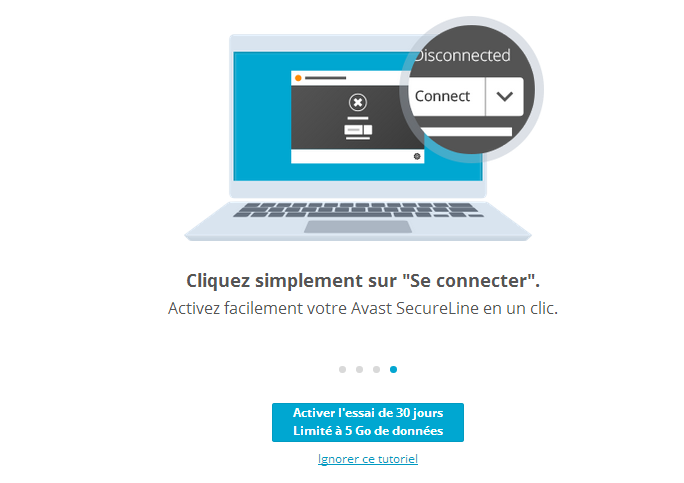 Disconnected
Connect
Cliquez simplement sur "Se connecter".
Activez facilement votre Avast SecureLine en un clic.
Activer l'essai de 30 jours
Limité à 5 Go de données
Ignorer ce tutoriel